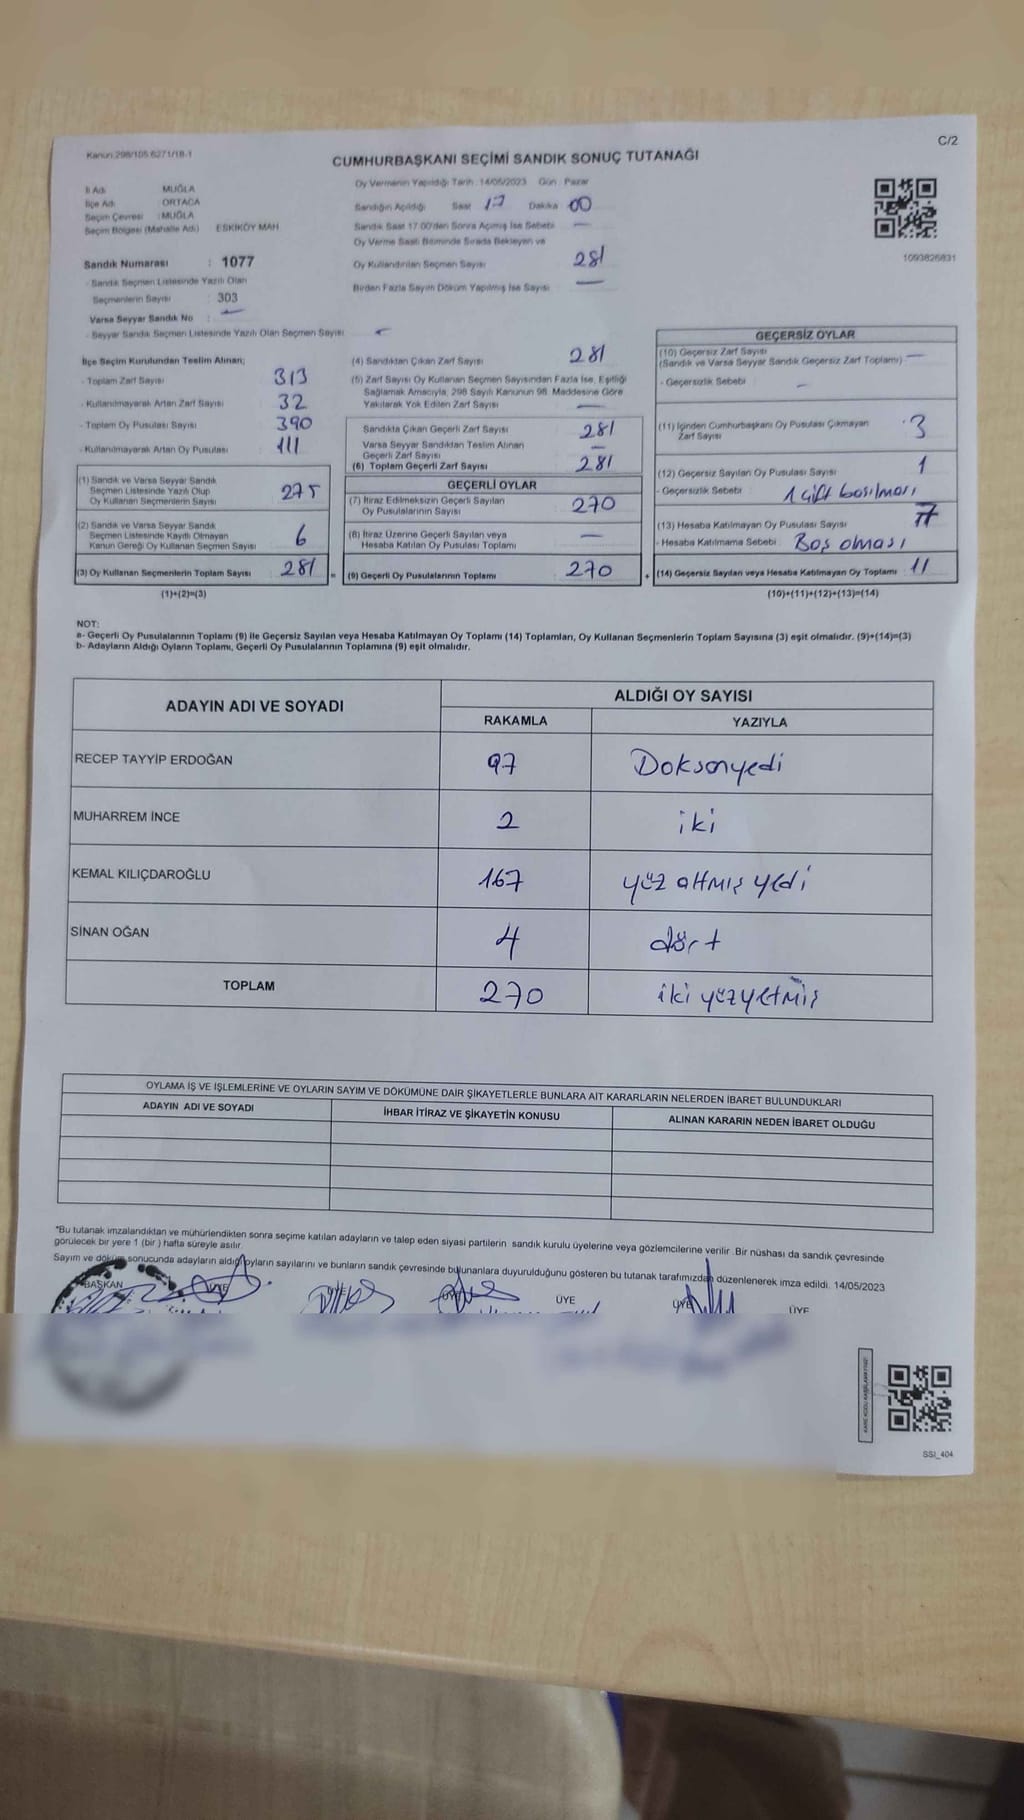 Kanun:298/105 6271/18-1
C/2
CUMHURBAŞKANI SEÇİMİ SANDIK SONUÇ TUTANAĞI
İl Adı MUĞLA
İlçe Adı : ORTACA
Seçim Çevresi : MUĞLA
Seçim Bölgesi (Mahalle Adı) ESKİKÖY MAH
Sandık Numarası : 1077
- Sandık Seçmen Listesinde Yazılı Olan
Seçmenlerin Sayısı : 303
Varsa Seyyar Sandık No : —
- Seyyar Sandık Seçmen Listesinde Yazılı Olan Seçmen Sayısı: —
Oy Vermenin Yapıldığı Tarih : 14/05/2023 Gün : Pazar
Sandığın Açıldığı Saat 17 Dakika 00
Sandık Saat 17:00'den Sonra Açılmış İse Sebebi —
Oy Verme Saati Bitiminde Sırada Bekleyen ve
Oy Kullandırılan Seçmen Sayısı 281
Birden Fazla Sayım Döküm Yapılmış İse Sayısı —
1093826831
İlçe Seçim Kurulundan Teslim Alınan;
- Toplam Zarf Sayısı 313
- Kullanılmayarak Artan Zarf Sayısı 32
- Toplam Oy Pusulası Sayısı 390
- Kullanılmayarak Artan Oy Pusulası 111
(1) Sandık ve Varsa Seyyar Sandık
Seçmen Listesinde Yazılı Olup
Oy Kullanan Seçmenlerin Sayısı 275
(2) Sandık ve Varsa Seyyar Sandık
Seçmen Listesinde Kayıtlı Olmayan
Kanun Gereği Oy Kullanan Seçmen Sayısı 6
(3) Oy Kullanan Seçmenlerin Toplam Sayısı 281 =
(1)+(2)=(3)
(4) Sandıktan Çıkan Zarf Sayısı 281
(5) Zarf Sayısı Oy Kullanan Seçmen Sayısından Fazla İse, Eşitliği
Sağlamak Amacıyla, 298 Sayılı Kanunun 98. Maddesine Göre
Yakılarak Yok Edilen Zarf Sayısı —
Sandıkta Çıkan Geçerli Zarf Sayısı 281
Varsa Seyyar Sandıktan Teslim Alınan
Geçerli Zarf Sayısı —
(6) Toplam Geçerli Zarf Sayısı 281
GEÇERLİ OYLAR
(7) İtiraz Edilmeksizin Geçerli Sayılan
Oy Pusulalarının Sayısı 270
(8) İtiraz Üzerine Geçerli Sayılan veya
Hesaba Katılan Oy Pusulası Toplamı —
(9) Geçerli Oy Pusulalarının Toplamı 270 +
GEÇERSİZ OYLAR
(10) Geçersiz Zarf Sayısı
(Sandık ve Varsa Seyyar Sandık Geçersiz Zarf Toplamı) —
- Geçersizlik Sebebi : —
(11) İçinden Cumhurbaşkanı Oy Pusulası Çıkmayan
Zarf Sayısı 3
(12) Geçersiz Sayılan Oy Pusulası Sayısı 1
- Geçersizlik Sebebi : 1 çift basılması
(13) Hesaba Katılmayan Oy Pusulası Sayısı 7
- Hesaba Katılmama Sebebi : Boş olması
(14) Geçersiz Sayılan veya Hesaba Katılmayan Oy Toplamı 11
(10)+(11)+(12)+(13)=(14)
NOT:
a- Geçerli Oy Pusulalarının Toplamı (9) ile Geçersiz Sayılan veya Hesaba Katılmayan Oy Toplamı (14) Toplamları, Oy Kullanan Seçmenlerin Toplam Sayısına (3) eşit olmalıdır. (9)+(14)=(3)
b- Adayların Aldığı Oyların Toplamı, Geçerli Oy Pusulalarının Toplamına (9) eşit olmalıdır.
ADAYIN ADI VE SOYADI ALDIĞI OY SAYISI
RAKAMLA YAZIYLA
RECEP TAYYİP ERDOĞAN 97 Doksanyedi
MUHARREM İNCE 2 iki
KEMAL KILIÇDAROĞLU 167 yüz altmış yedi
SİNAN OĞAN 4 dört
TOPLAM 270 iki yüzyetmiş
OYLAMA İŞ VE İŞLEMLERİNE VE OYLARIN SAYIM VE DÖKÜMÜNE DAİR ŞİKAYETLERLE BUNLARA AİT KARARLARIN NELERDEN İBARET BULUNDUKLARI
ADAYIN ADI VE SOYADI İHBAR İTİRAZ VE ŞİKAYETİN KONUSU ALINAN KARARIN NEDEN İBARET OLDUĞU
*Bu tutanak imzalandıktan ve mühürlendikten sonra seçime katılan adayların ve talep eden siyasi partilerin sandık kurulu üyelerine veya gözlemcilerine verilir. Bir nüshası da sandık çevresinde
görülecek bir yere 1 (bir) hafta süreyle asılır.
Sayım ve döküm sonucunda adayların aldığı oyların sayılarını ve bunların sandık çevresinde bulunanlara duyurulduğunu gösteren bu tutanak tarafımızdan düzenlenerek imza edildi. 14/05/2023
BAŞKAN ÜYE ÜYE ÜYE ÜYE ÜYE ÜYE
SSI_404